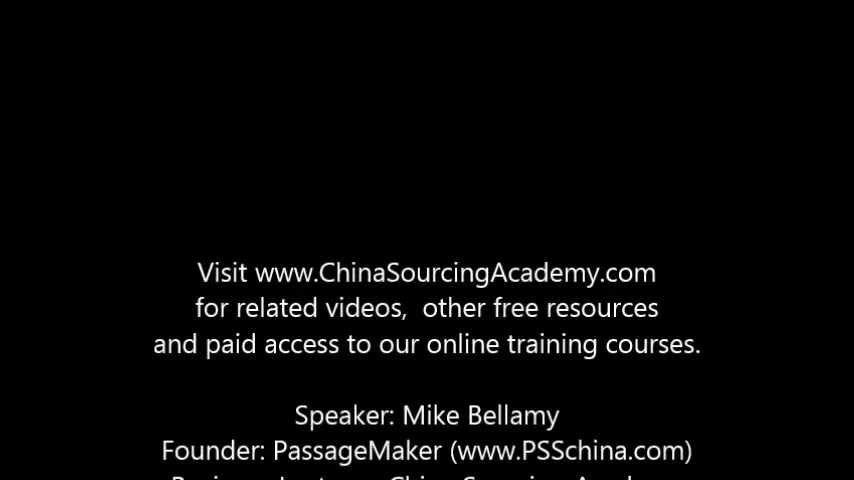 Visit www.ChinaSourcingAcademy.com
for related videos,  other free resources
and paid access to our online training courses.
Speaker: Mike Bellamy
Founder: PassageMaker (www.PSSchina.com)